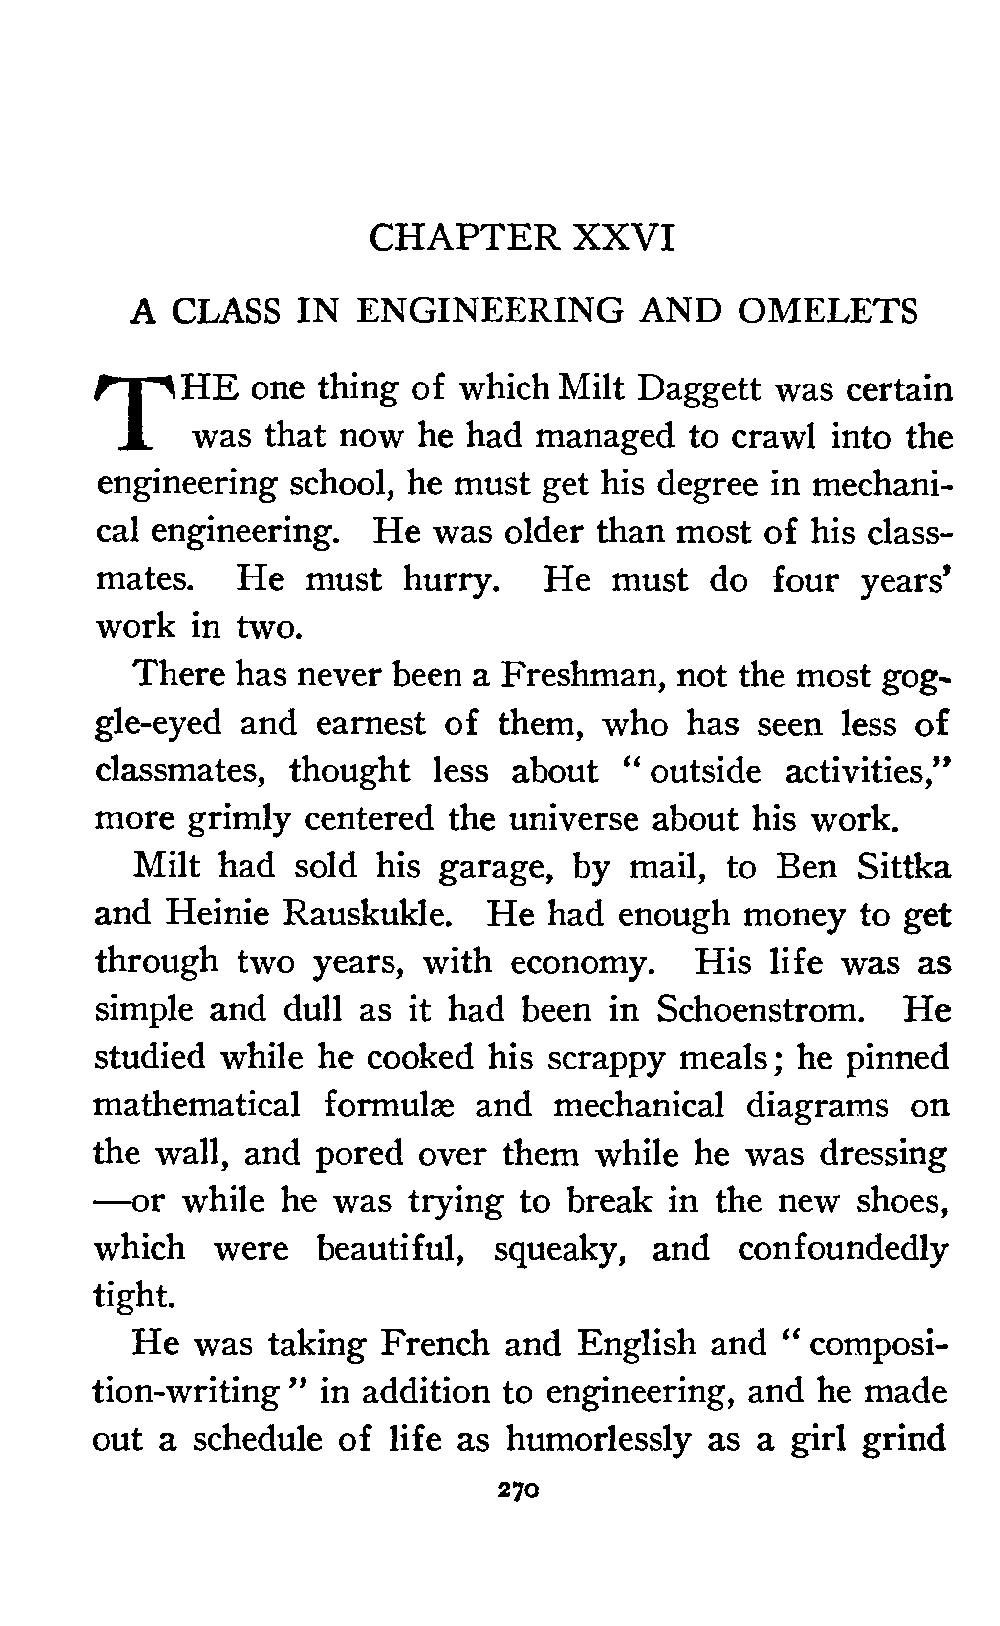 CHAPTER XXVI
A CLASS IN ENGINEERING AND OMELETS
THE one thing of which Milt Daggett was certain
was that now he had managed to crawl into the
engineering school, he must get his degree in mechani-
cal engineering. He was older than most of his class-
mates. He must hurry. He must do four years'
work in two.
There has never been a Freshman, not the most gog-
gle-eyed and earnest of them, who has seen less of
classmates, thought less about “ outside activities,”
more grimly centered the universe about his work.
Milt had sold his garage, by mail, to Ben Sittka
and Heinie Rauskukle. He had enough money to get
through two years, with economy. His life was as
simple and dull as it had been in Schoenstrom. He
studied while he cooked his scrappy meals; he pinned
mathematical formulæ and mechanical diagrams on
the wall, and pored over them while he was dressing
—or while he was trying to break in the new shoes,
which were beautiful, squeaky, and confoundedly
tight.
He was taking French and English and “ composi-
tion-writing ” in addition to engineering, and he made
out a schedule of life as humorlessly as a girl grind
270